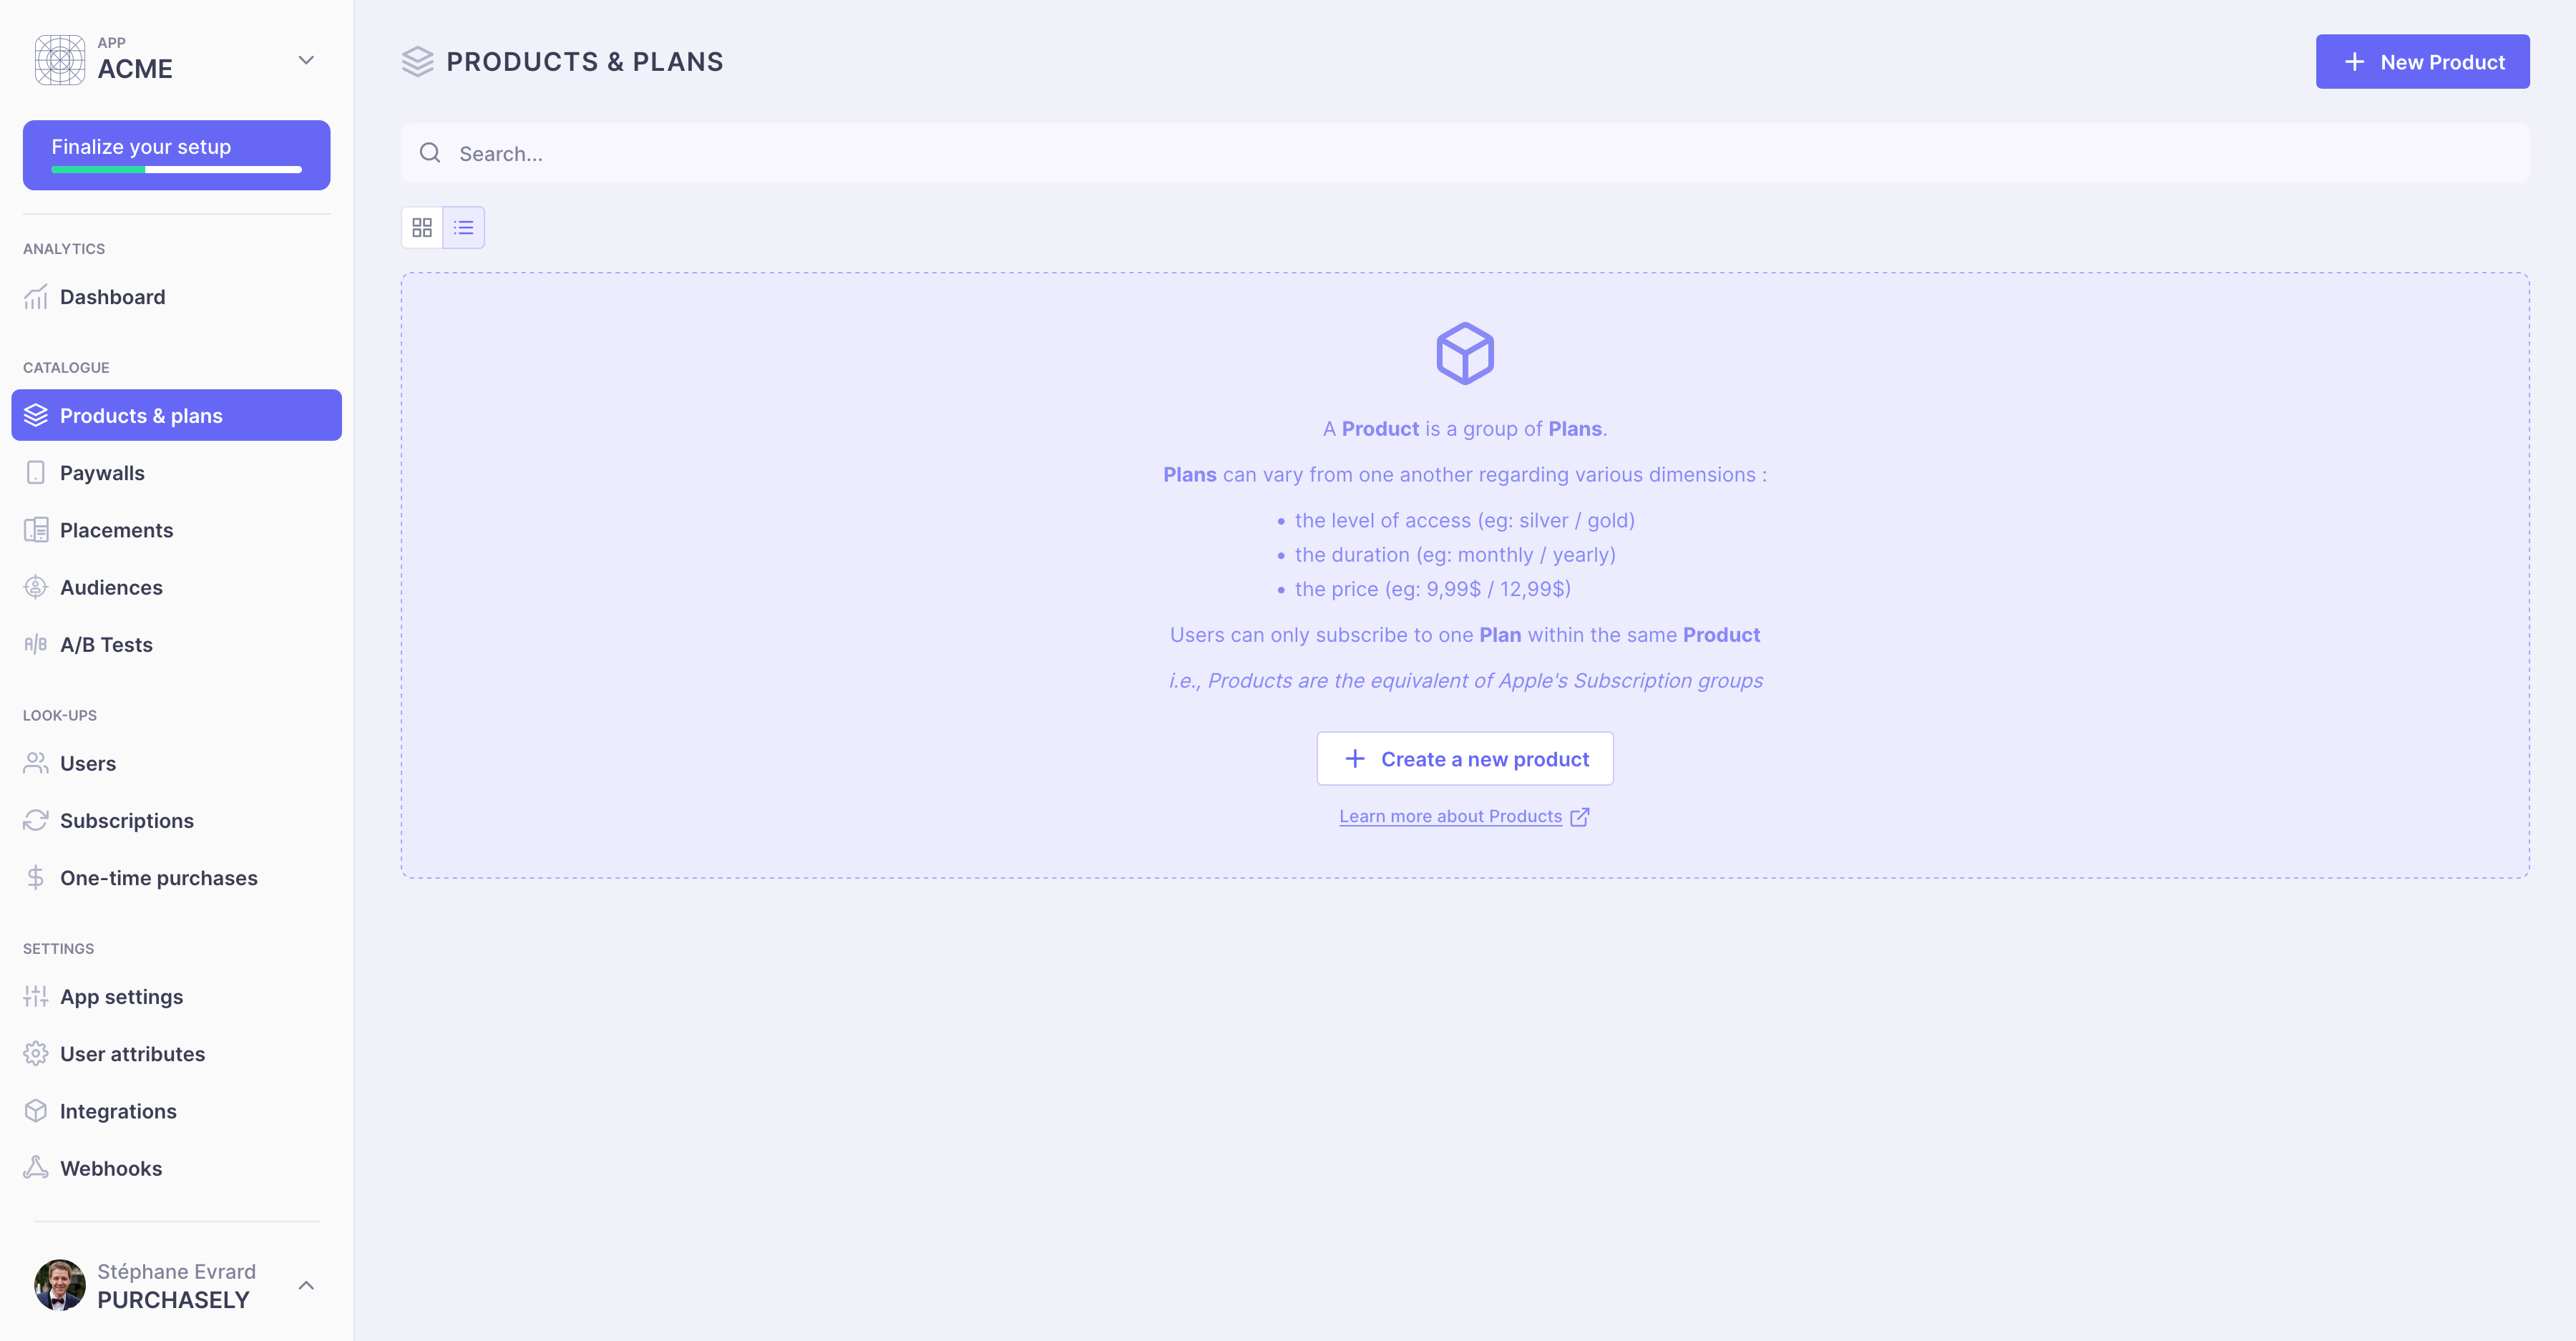 APP
ACME
Finalize your setup
ANALYTICS
Dashboard
CATALOGUE
Products & plans
Paywalls
Placements
Audiences
A/B Tests
LOOK-UPS
Users
Subscriptions
One-time purchases
SETTINGS
App settings
User attributes
Integrations
Webhooks
Stéphane Evrard
PURCHASELY
PRODUCTS & PLANS
New Product
Search...
A Product is a group of Plans.
Plans can vary from one another regarding various dimensions :
• the level of access (eg: silver / gold)
• the duration (eg: monthly / yearly)
• the price (eg: 9,99$ / 12,99$)
Users can only subscribe to one Plan within the same Product
i.e., Products are the equivalent of Apple's Subscription groups
Create a new product
Learn more about Products